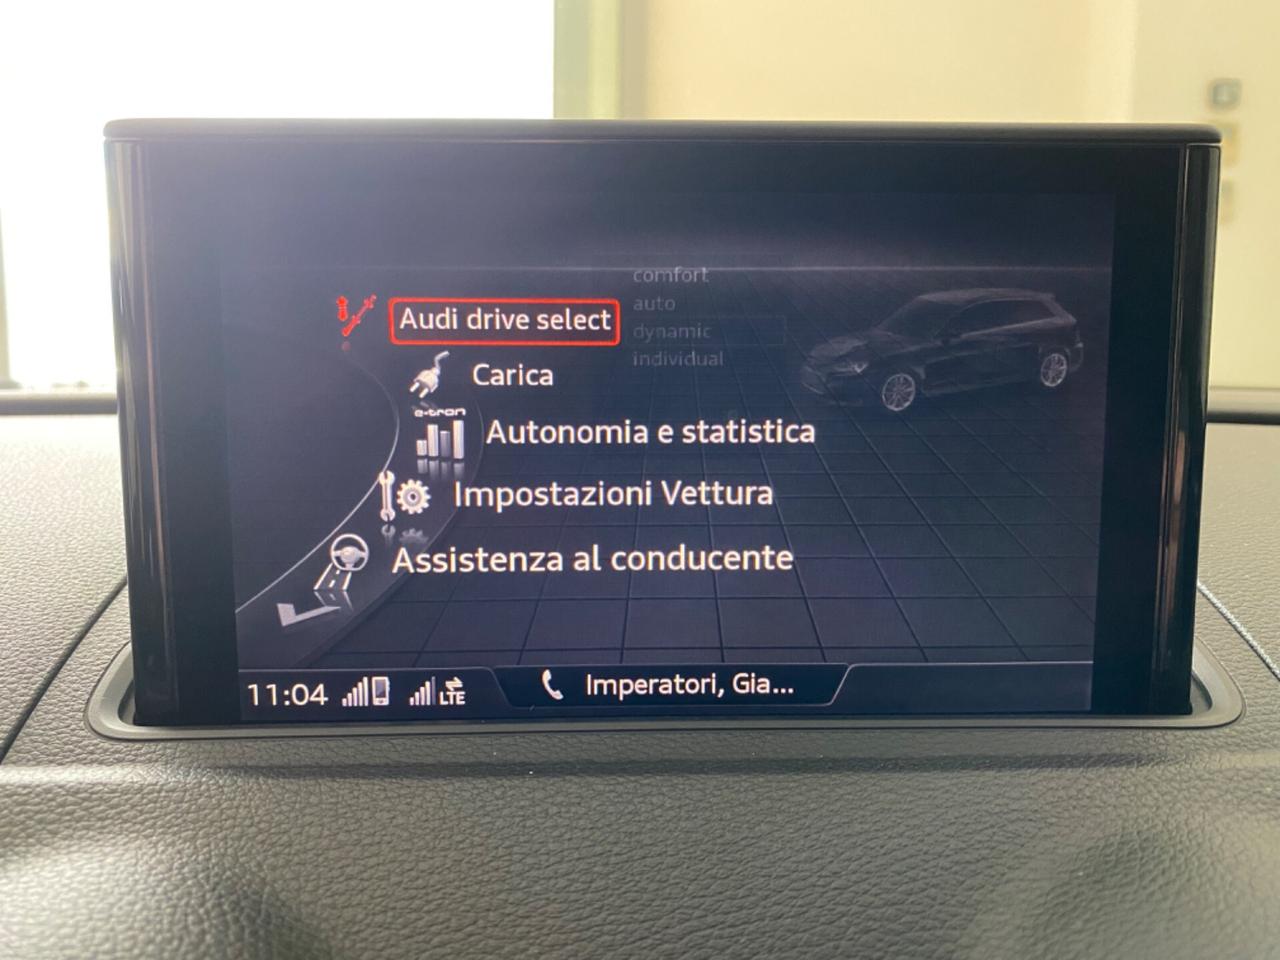 comfort
auto
dynamic
individual
Audi drive select
Carica
e-tron
Autonomia e statistica
Impostazioni Vettura
Assistenza al conducente
11:04
LTE
Imperatori, Gia...